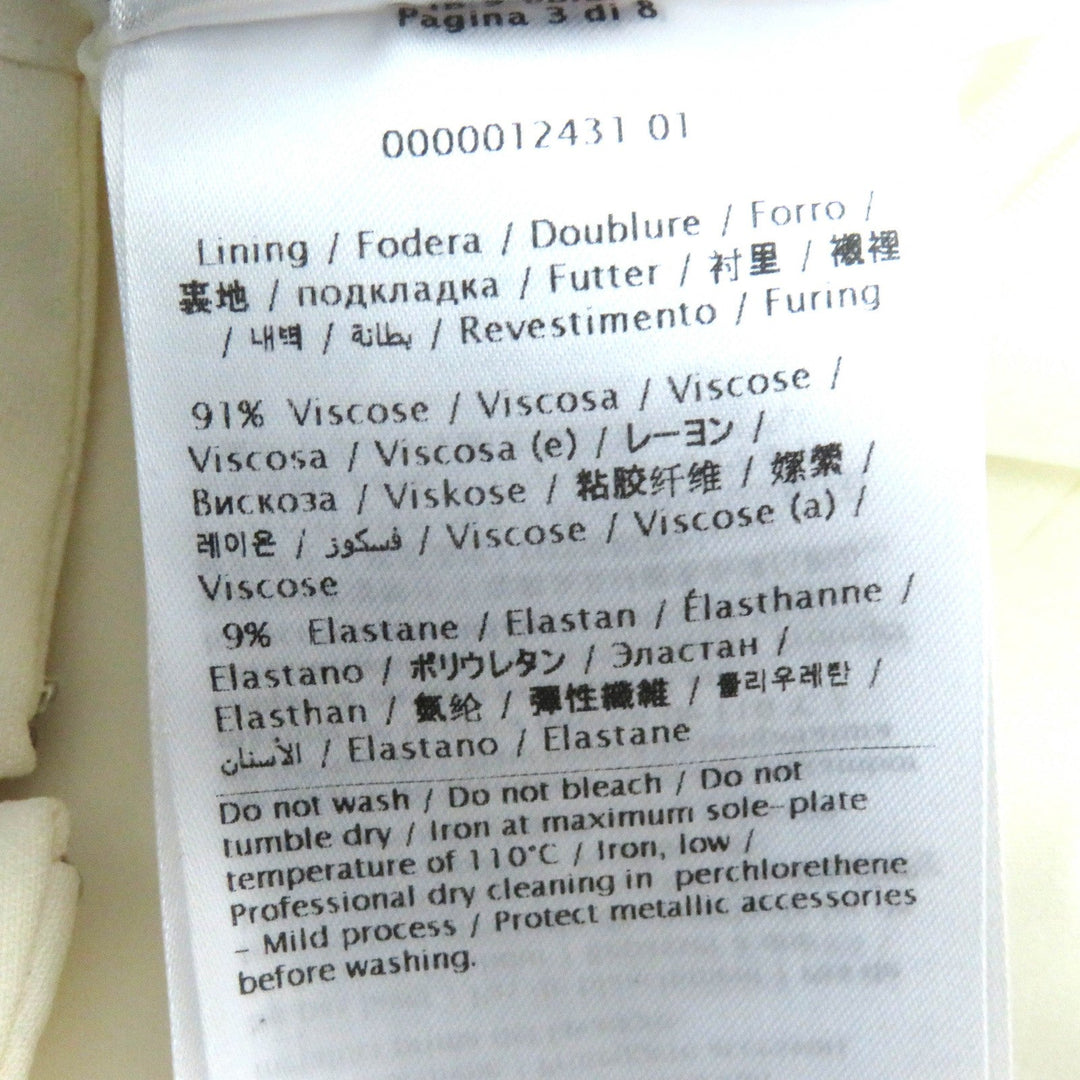 Pagina 3 di 8
0000012431 01
Lining / Fodera / Doublure / Forro /
裏地 / подкладка / Futter / 衬里 / 襯裡
/ 내벽 / بطانة / Revestimento / Furing
91% Viscose / Viscosa / Viscose /
Viscosa / Viscosa (e) / レーヨン /
Вискоза / Viskose / 粘胶纤维 / 嫘縈 /
레이온 / فسكوز / Viscose / Viscose (a) /
Viscose
9% Elastane / Elastan / Élasthanne /
Elastano / ポリウレタン / Эластан /
Elasthan / 氨纶 / 彈性纖維 / 폴리우레탄 /
الأسنان / Elastano / Elastane
Do not wash / Do not bleach / Do not
tumble dry / Iron at maximum sole-plate
temperature of 110°C / Iron, low /
Professional dry cleaning in perchlorethene
- Mild process / Protect metallic accessories
before washing.